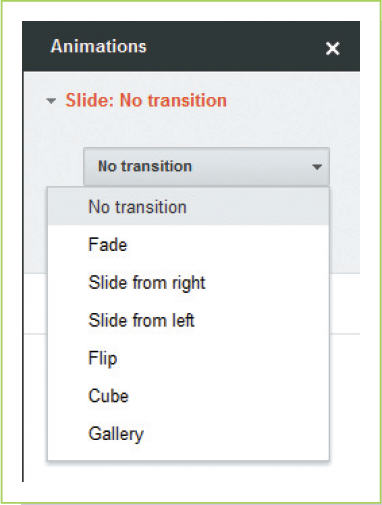 Animations
Slide: No transition
No transition
No transition
Fade
Slide from right
Slide from left
Flip
Cube
Gallery